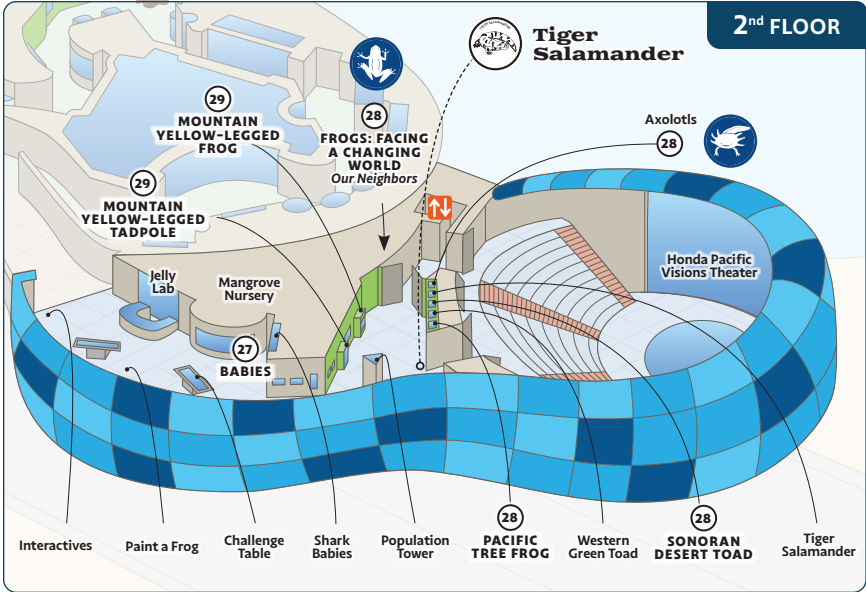 2nd FLOOR
TIGER SALAMANDER
Tiger
Salamander
29
MOUNTAIN
YELLOW-LEGGED
FROG
28
FROGS: FACING
A CHANGING
WORLD
Our Neighbors
Axolotls
28
29
MOUNTAIN
YELLOW-LEGGED
TADPOLE
Honda Pacific
Visions Theater
Jelly
Lab
Mangrove
Nursery
27
BABIES
Interactives
Paint a Frog
Challenge
Table
Shark
Babies
Population
Tower
28
PACIFIC
TREE FROG
Western
Green Toad
28
SONORAN
DESERT TOAD
Tiger
Salamander